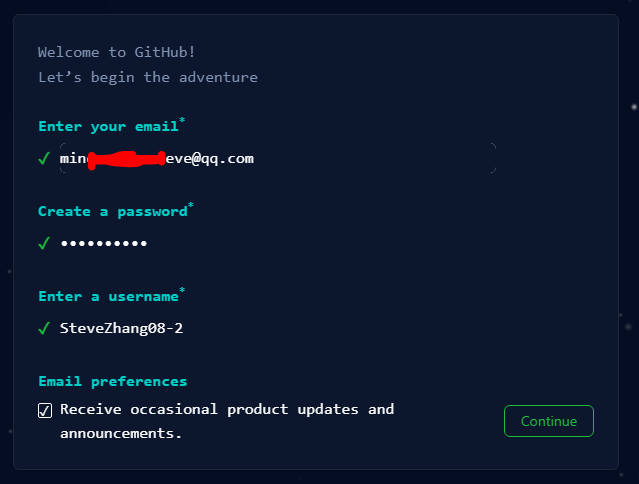 Welcome to GitHub!
Let’s begin the adventure
Enter your email*
✓ min eve@qq.com
Create a password*
✓ ••••••••••
Enter a username*
✓ SteveZhang08-2
Email preferences
Receive occasional product updates and
announcements.
Continue